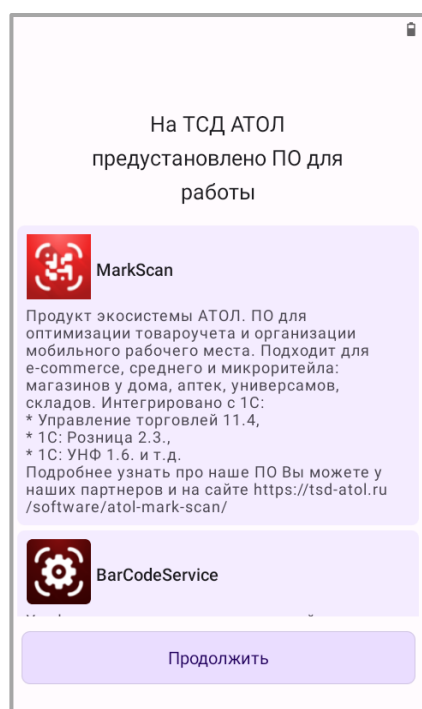 На ТСД АТОЛ
предустановлено ПО для
работы
MarkScan
Продукт экосистемы АТОЛ. ПО для
оптимизации товароучета и организации
мобильного рабочего места. Подходит для
e-commerce, среднего и микроритейла:
магазинов у дома, аптек, универсамов,
складов. Интегрировано с 1С:
* Управление торговлей 11.4,
* 1С: Розница 2.3.,
* 1С: УНФ 1.6. и т.д.
Подробнее узнать про наше ПО Вы можете у
наших партнеров и на сайте https://tsd-atol.ru
/software/atol-mark-scan/
BarCodeService
Продолжить